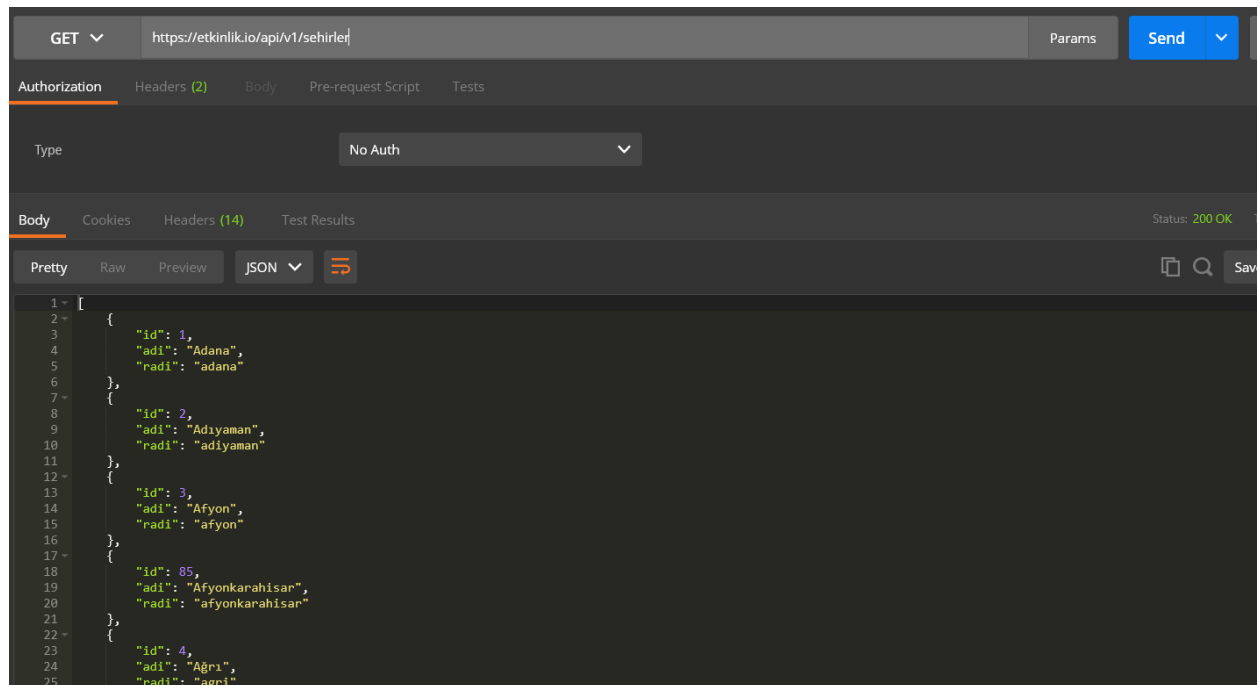 GET https://etkinlik.io/api/v1/sehirler Params Send
Authorization Headers (2) Body Pre-request Script Tests
Type No Auth
Body Cookies Headers (14) Test Results Status: 200 OK
Pretty Raw Preview JSON Save
1 [
2 {
3 "id": 1,
4 "adi": "Adana",
5 "radi": "adana"
6 },
7 {
8 "id": 2,
9 "adi": "Adıyaman",
10 "radi": "adiyaman"
11 },
12 {
13 "id": 3,
14 "adi": "Afyon",
15 "radi": "afyon"
16 },
17 {
18 "id": 85,
19 "adi": "Afyonkarahisar",
20 "radi": "afyonkarahisar"
21 },
22 {
23 "id": 4,
24 "adi": "Ağrı",
25 "radi": "agri"